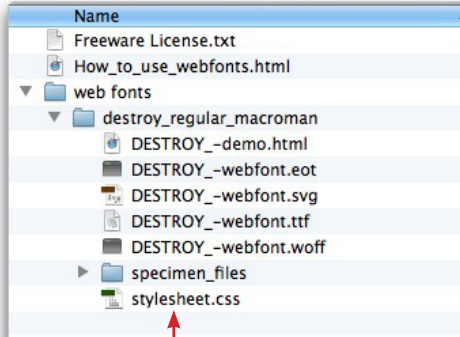 Name
Freeware License.txt
How_to_use_webfonts.html
web fonts
destroy_regular_macroman
DESTROY_-demo.html
DESTROY_-webfont.eot
DESTROY_-webfont.svg
DESTROY_-webfont.ttf
DESTROY_-webfont.woff
specimen_files
stylesheet.css